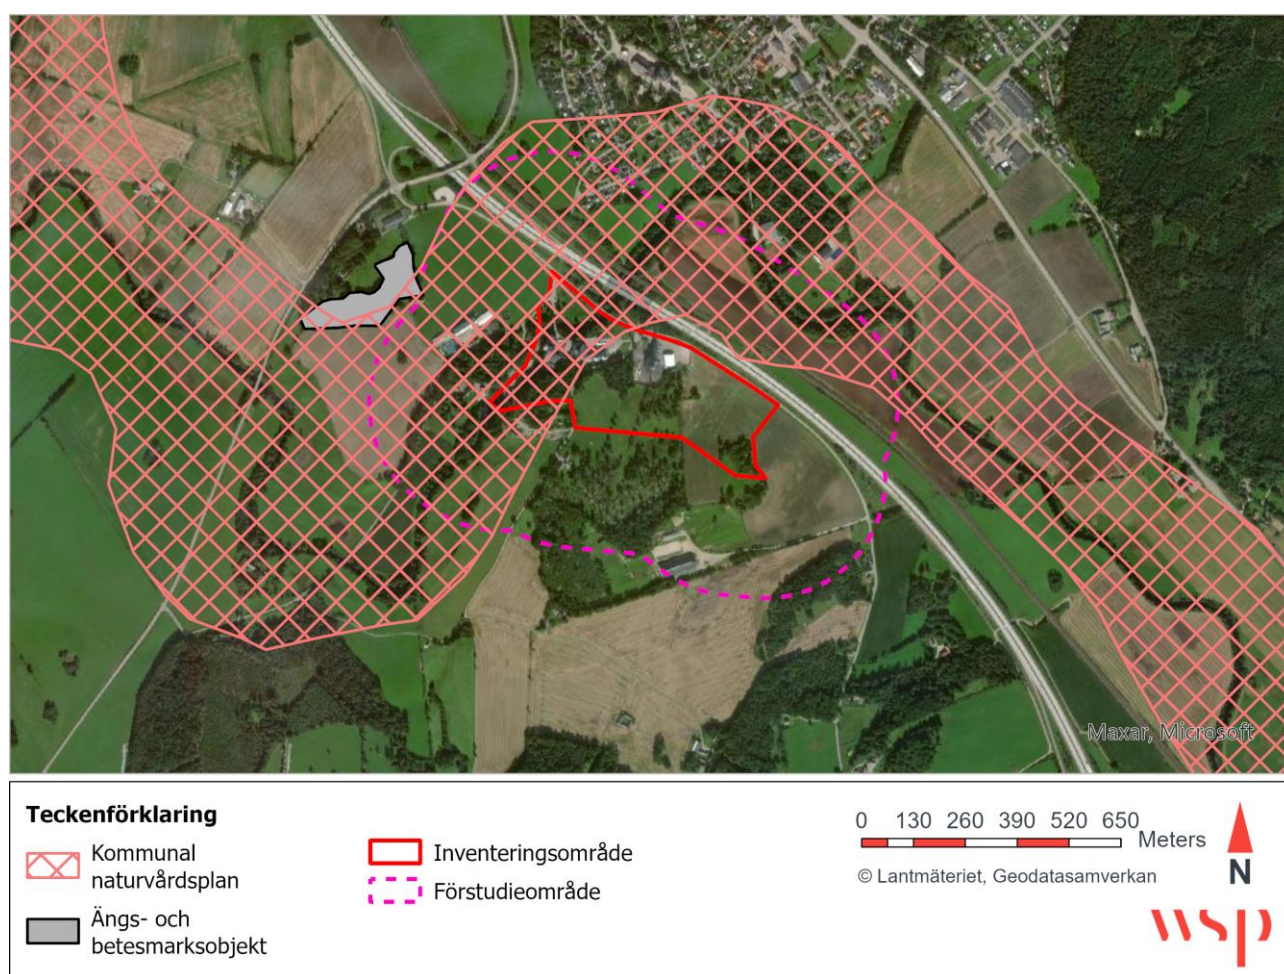 Maxar, Microsoft
Teckenförklaring
Kommunal
naturvårdsplan
Ängs- och
betesmarksobjekt
Inventeringsområde
Förstudieområde
0 130 260 390 520 650
Meters
© Lantmäteriet, Geodatasamverkan
N
wsp